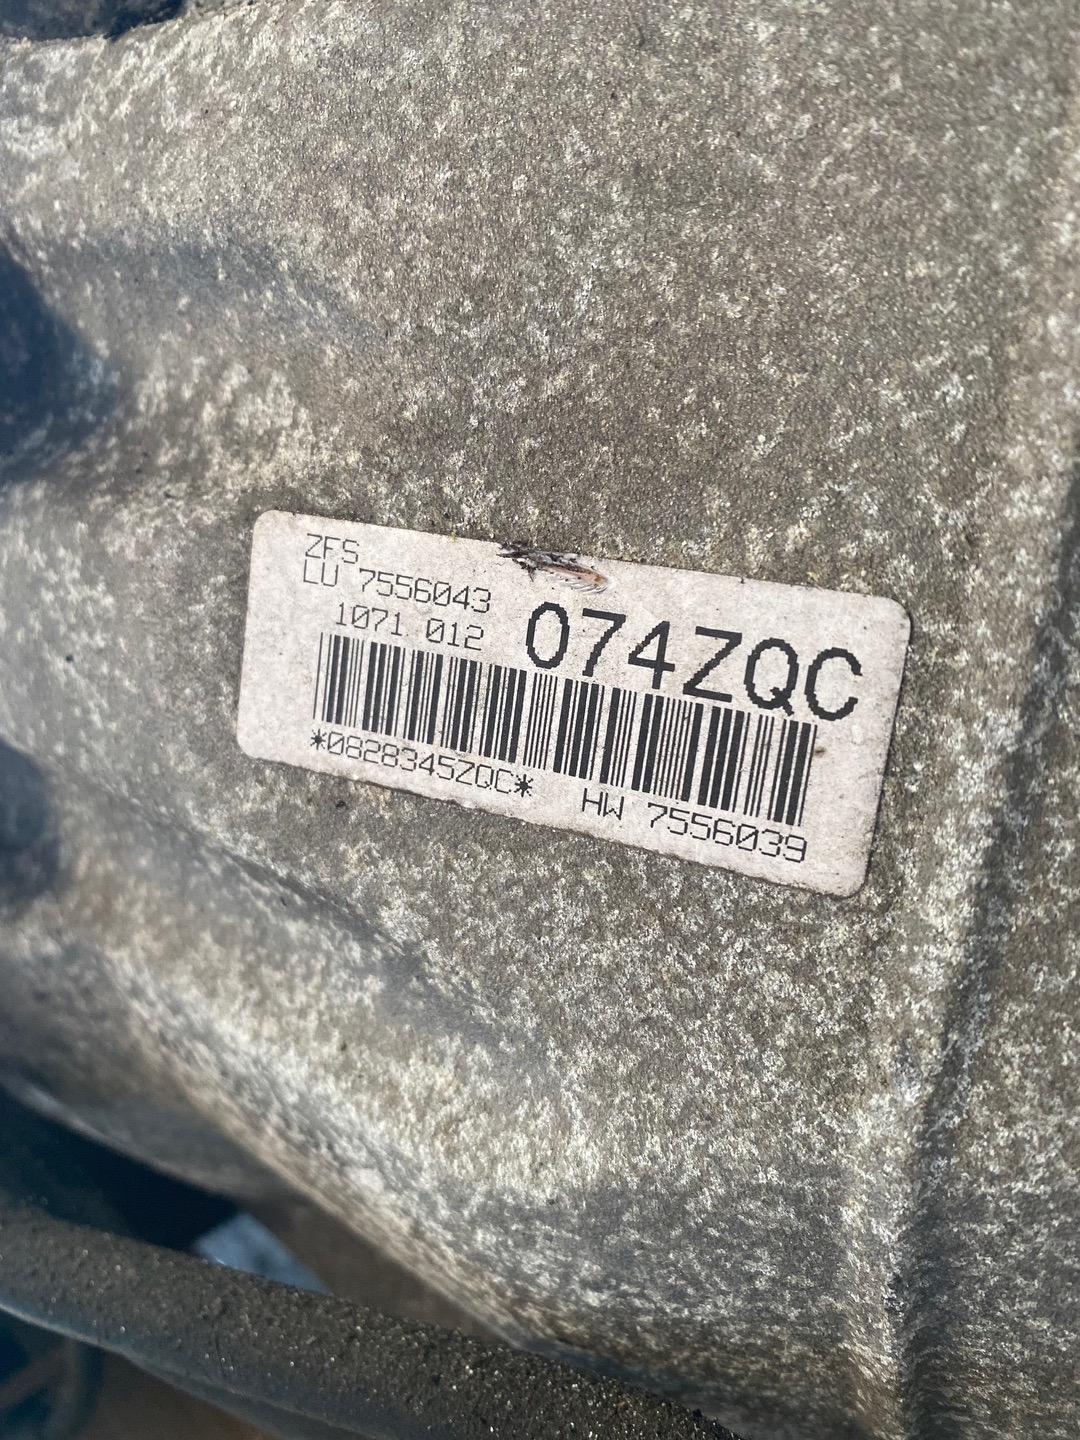 ZFS
LU 7556043
1071 012
074ZQC
*0828345ZQC*
HW 7556039